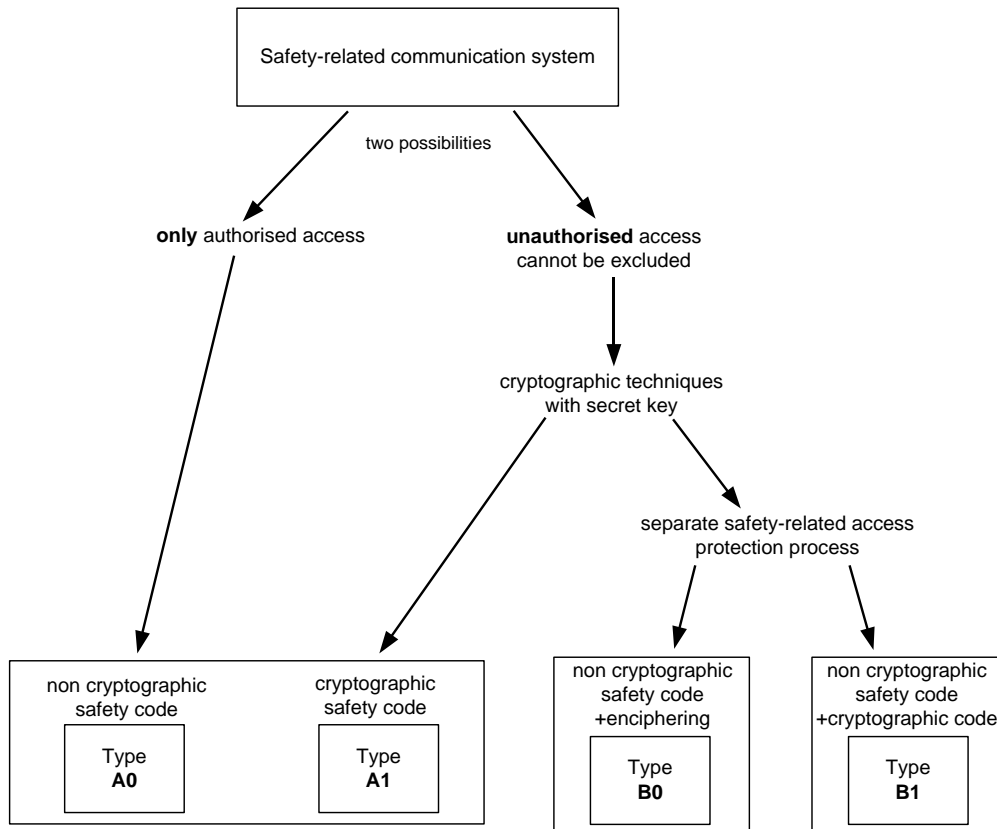 Safety-related communication system
two possibilities
only authorised access
unauthorised access
cannot be excluded
cryptographic techniques
with secret key
separate safety-related access
protection process
non cryptographic
safety code
Type
A0
cryptographic
safety code
Type
A1
non cryptographic
safety code
+enciphering
Type
B0
non cryptographic
safety code
+cryptographic code
Type
B1